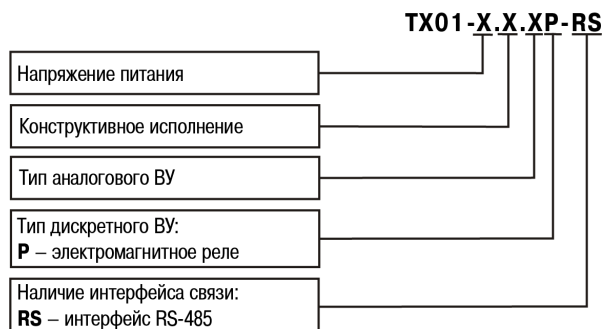 ТХ01-Х.Х.ХР-RS
Напряжение питания
Конструктивное исполнение
Тип аналогового ВУ
Тип дискретного ВУ:
Р – электромагнитное реле
Наличие интерфейса связи:
RS – интерфейс RS-485